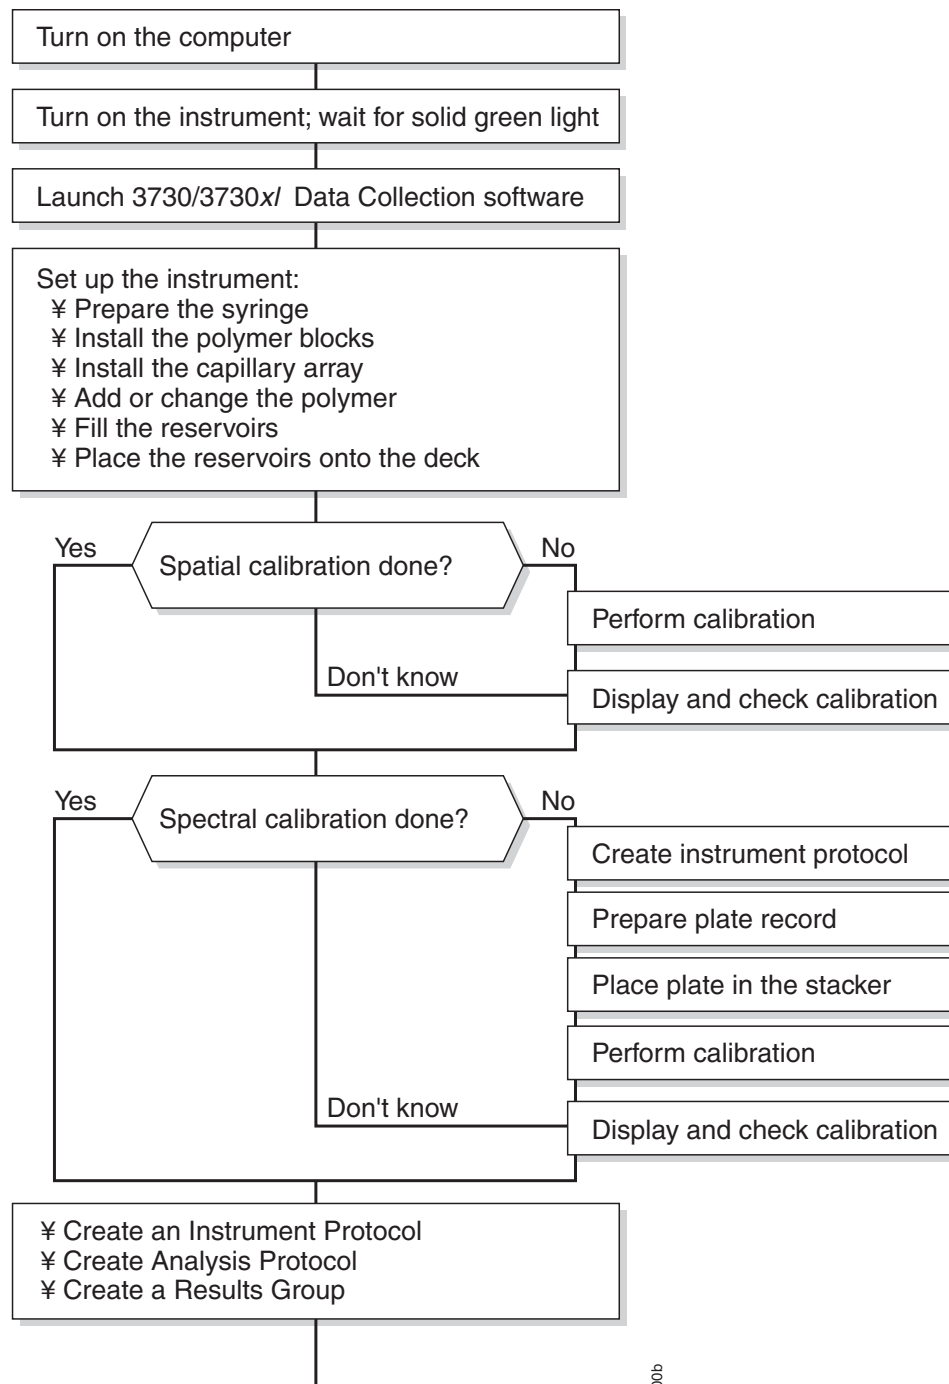 Turn on the computer
Turn on the instrument; wait for solid green light
Launch 3730/3730xl Data Collection software
Set up the instrument:
¥ Prepare the syringe
¥ Install the polymer blocks
¥ Install the capillary array
¥ Add or change the polymer
¥ Fill the reservoirs
¥ Place the reservoirs onto the deck
Yes
Spatial calibration done?
No
Perform calibration
Don't know
Display and check calibration
Yes
Spectral calibration done?
No
Create instrument protocol
Prepare plate record
Place plate in the stacker
Perform calibration
Don't know
Display and check calibration
¥ Create an Instrument Protocol
¥ Create Analysis Protocol
¥ Create a Results Group